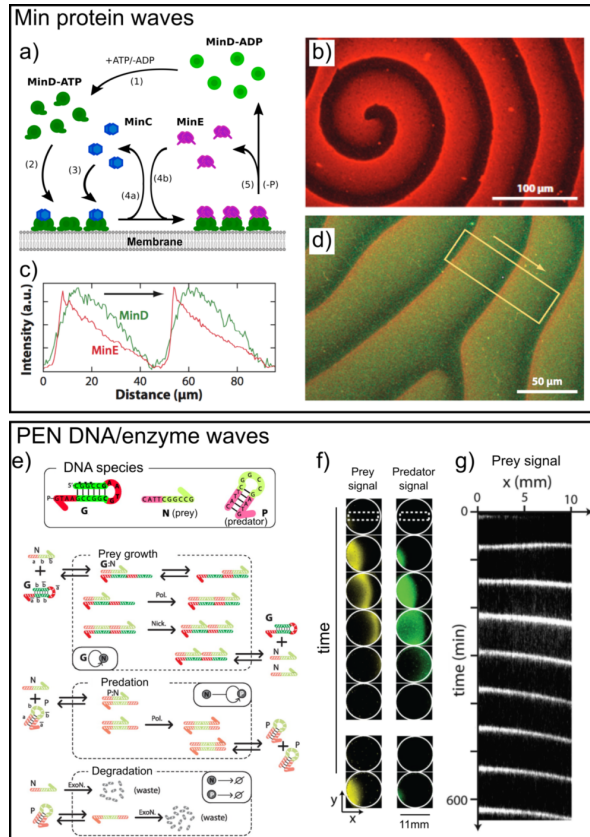 Min protein waves
a)
MinD-ADP
+ATP/-ADP
(1)
MinD-ATP
MinC
MinE
(2)
(3)
(4a)
(4b)
(5)
(-P)
Membrane
b)
100 μm
c)
Intensity (a.u.)
MinD
MinE
0 20 40 60 80
Distance (μm)
d)
50 μm
PEN DNA/enzyme waves
e)
DNA species
G
N (prey)
CATTCGGCCG
P
(predator)
Prey growth
G:N
N
a b b
G
Pol.
Nick.
G
N
N
G N
Predation
P:N
N
P
Pol.
P
P
N P
Degradation
N
ExoN.
(waste)
P
ExoN.
(waste)
N → ∅
P → ∅
f)
Prey signal
Predator signal
time
y
x
11mm
g)
Prey signal
x (mm)
0 5 10
0
time (min)
600